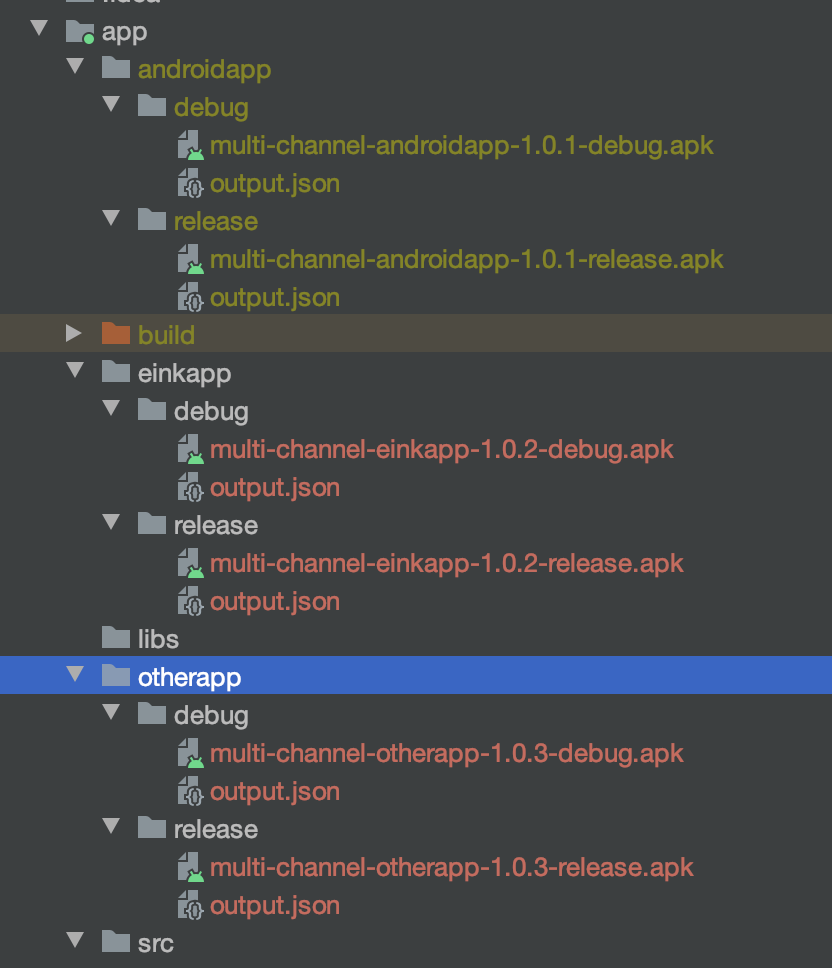 app
androidapp
debug
multi-channel-androidapp-1.0.1-debug.apk
output.json
release
multi-channel-androidapp-1.0.1-release.apk
output.json
build
einkapp
debug
multi-channel-einkapp-1.0.2-debug.apk
output.json
release
multi-channel-einkapp-1.0.2-release.apk
output.json
libs
otherapp
debug
multi-channel-otherapp-1.0.3-debug.apk
output.json
release
multi-channel-otherapp-1.0.3-release.apk
output.json
src